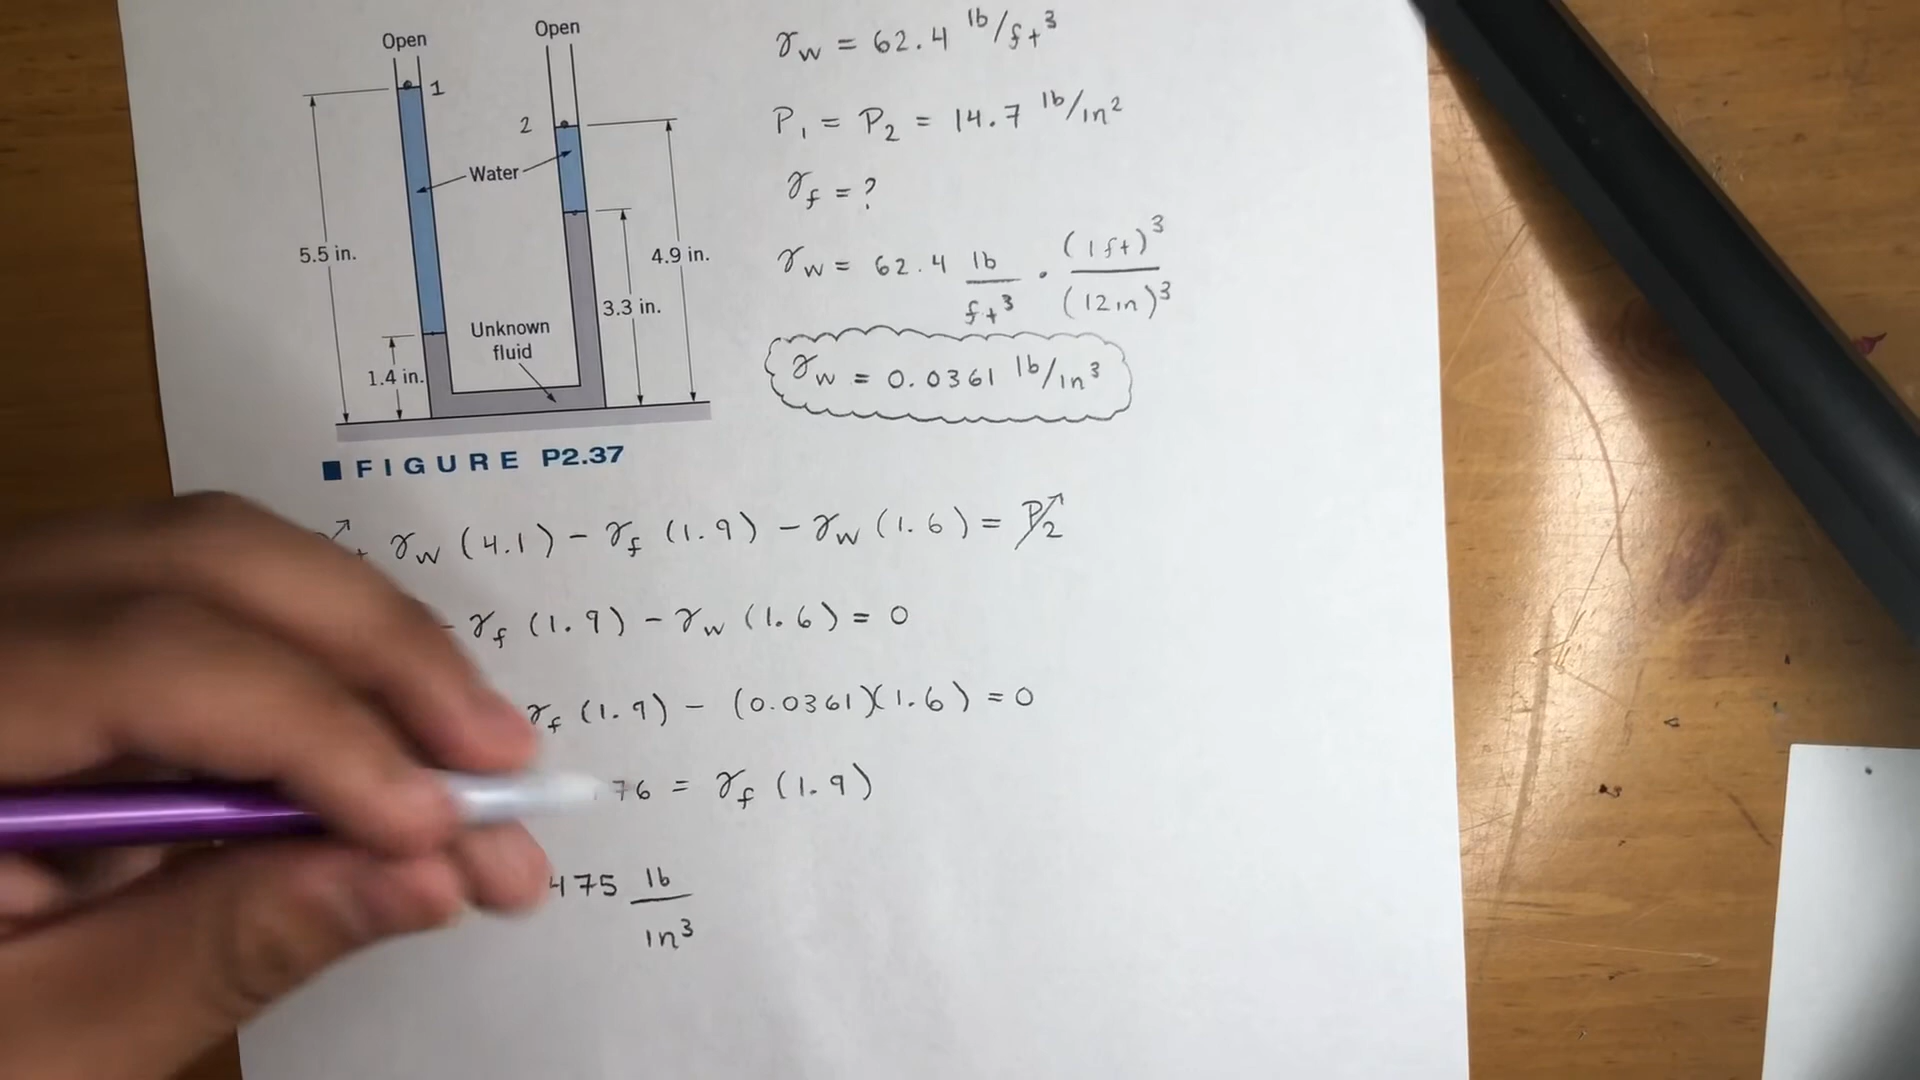 Open
Open
1
2
Water
5.5 in.
4.9 in.
3.3 in.
Unknown
fluid
1.4 in.
FIGURE P2.37
γw = 62.4 lb/ft³
P₁ = P₂ = 14.7 lb/in²
γf = ?
γw = 62.4 lb/ft³ · (1ft)³/(12in)³
γw = 0.0361 lb/in³
+ γw (4.1) - γf (1.9) - γw (1.6) = P₂
- γf (1.9) - γw (1.6) = 0
γf (1.9) - (0.0361)(1.6) = 0
76 = γf (1.9)
475 lb/in³